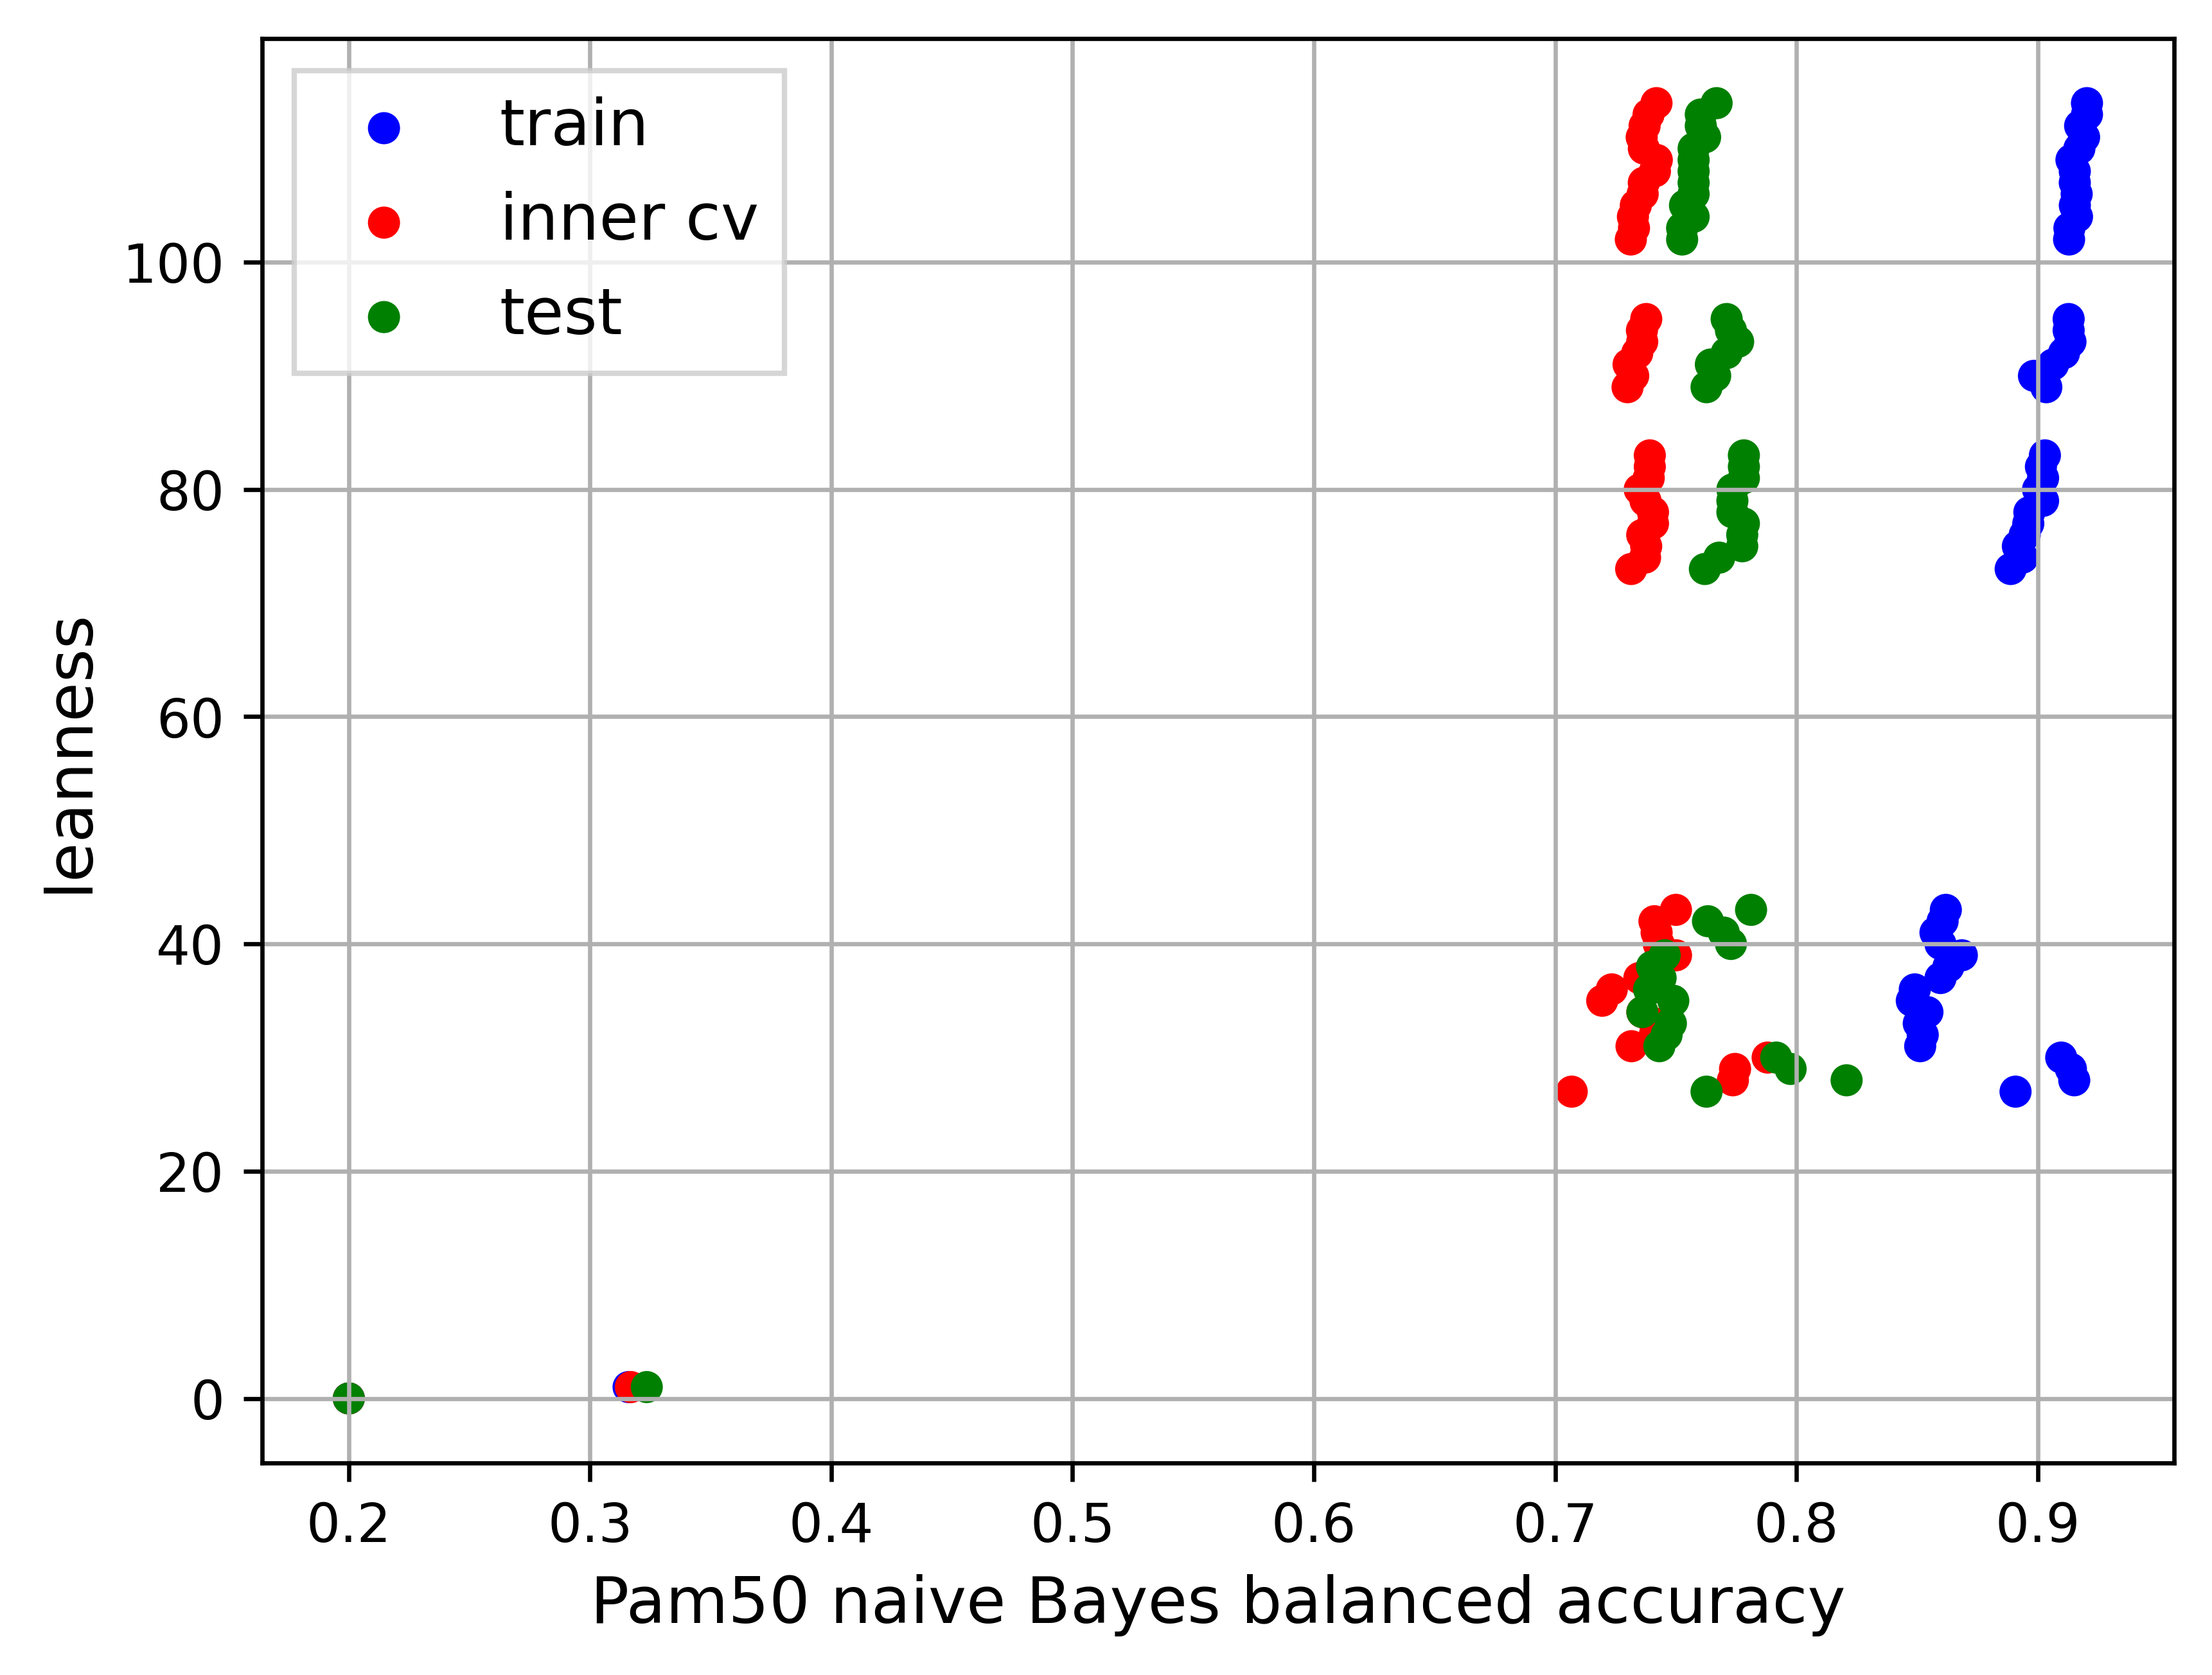 train
inner cv
test
100
80
60
40
20
0
leanness
0.2 0.3 0.4 0.5 0.6 0.7 0.8 0.9
Pam50 naive Bayes balanced accuracy